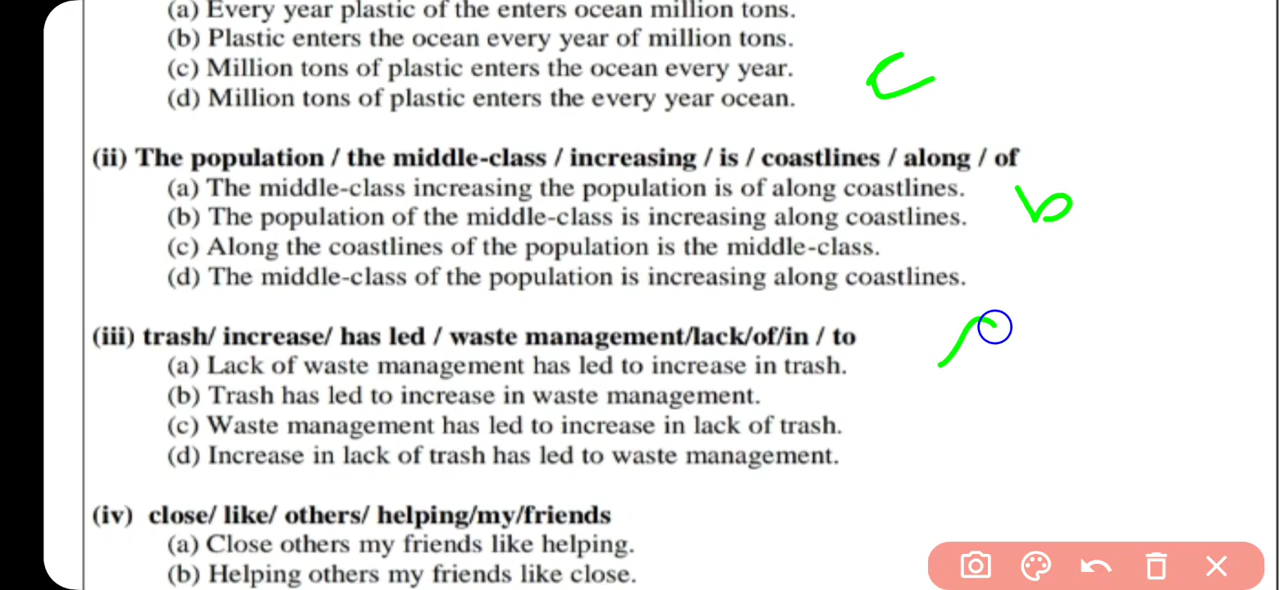 (a) Every year plastic of the enters ocean million tons.
(b) Plastic enters the ocean every year of million tons.
(c) Million tons of plastic enters the ocean every year.
(d) Million tons of plastic enters the every year ocean.
c
(ii) The population / the middle-class / increasing / is / coastlines / along / of
(a) The middle-class increasing the population is of along coastlines.
(b) The population of the middle-class is increasing along coastlines.
b
(c) Along the coastlines of the population is the middle-class.
(d) The middle-class of the population is increasing along coastlines.
(iii) trash/ increase/ has led / waste management/lack/of/in / to
(a) Lack of waste management has led to increase in trash.
(b) Trash has led to increase in waste management.
(c) Waste management has led to increase in lack of trash.
(d) Increase in lack of trash has led to waste management.
(iv) close/ like/ others/ helping/my/friends
(a) Close others my friends like helping.
(b) Helping others my friends like close.